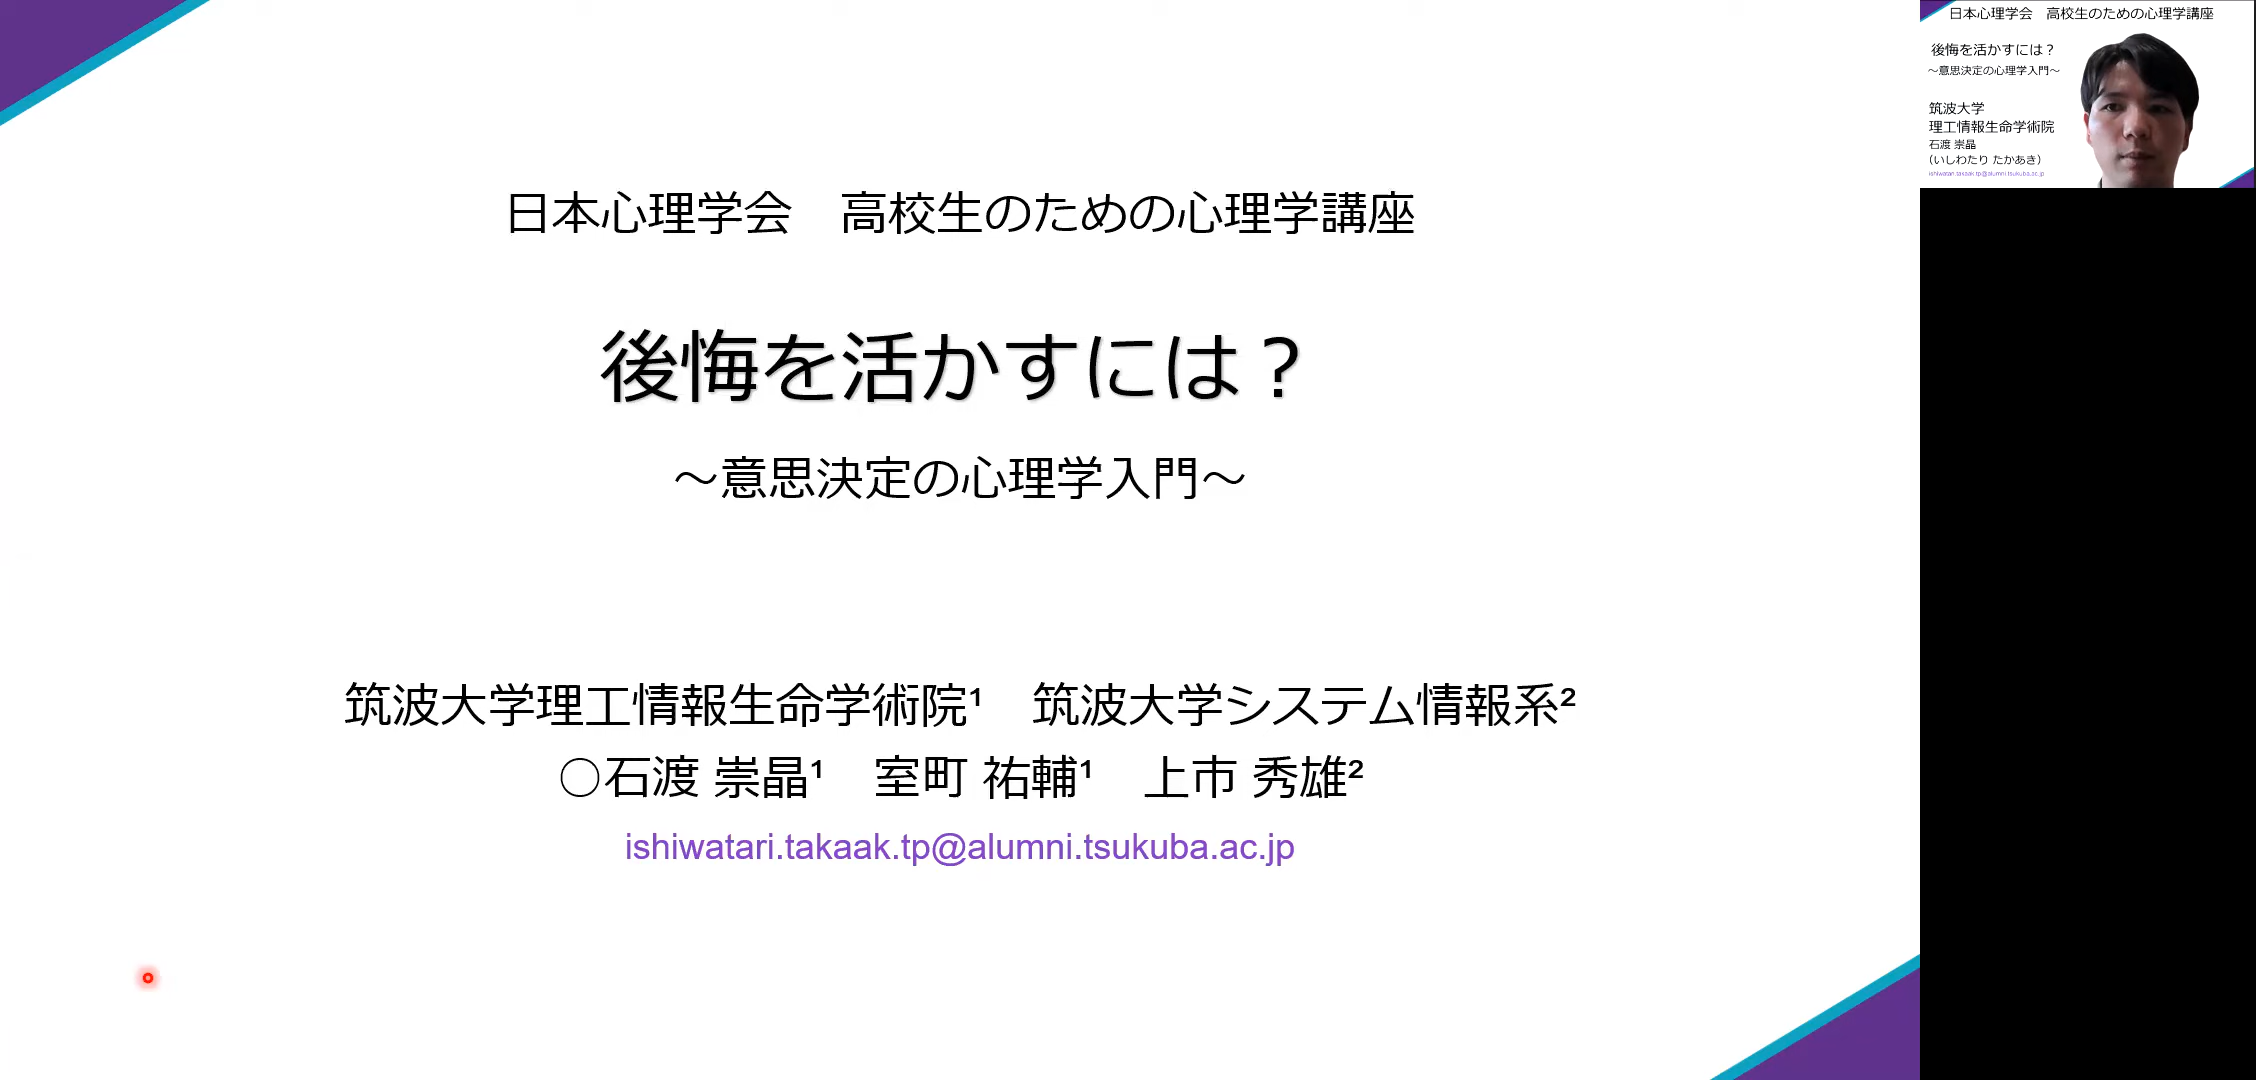 日本心理学会　高校生のための心理学講座
後悔を活かすには？
～意思決定の心理学入門～
筑波大学理工情報生命学術院¹　筑波大学システム情報系²
○石渡 崇晶¹　室町 祐輔¹　上市 秀雄²
ishiwatari.takaak.tp@alumni.tsukuba.ac.jp
日本心理学会　高校生のための心理学講座
後悔を活かすには？
～意思決定の心理学入門～
筑波大学
理工情報生命学術院
石渡 崇晶
（いしわたり たかあき）
ishiwatari.takaak.tp@alumni.tsukuba.ac.jp